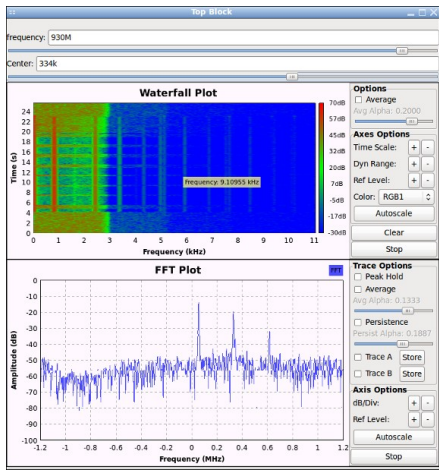 Top Block
frequency: 930M
Center: 334k
Waterfall Plot
Time (s)
24
22
20
18
16
14
12
10
8
6
4
2
0
0 1 2 3 4 5 6 7 8 9 10 11
Frequency (kHz)
Frequency: 9.10955 kHz
70dB
57dB
45dB
32dB
20dB
7dB
-5dB
-17dB
-30dB
Options
Average
Avg Alpha: 0.2000
Axes Options
Time Scale: + -
Dyn Range: + -
Ref Level: + -
Color: RGB1
Autoscale
Clear
Stop
FFT Plot
FFT
Amplitude (dB)
0
-10
-20
-30
-40
-50
-60
-70
-80
-90
-100
-1.2 -1 -0.8 -0.6 -0.4 -0.2 0 0.2 0.4 0.6 0.8 1 1.2
Frequency (MHz)
Trace Options
Peak Hold
Average
Avg Alpha: 0.1333
Persistence
Persist Alpha: 0.1887
Trace A Store
Trace B Store
Axis Options
dB/Div: + -
Ref Level: + -
Autoscale
Stop